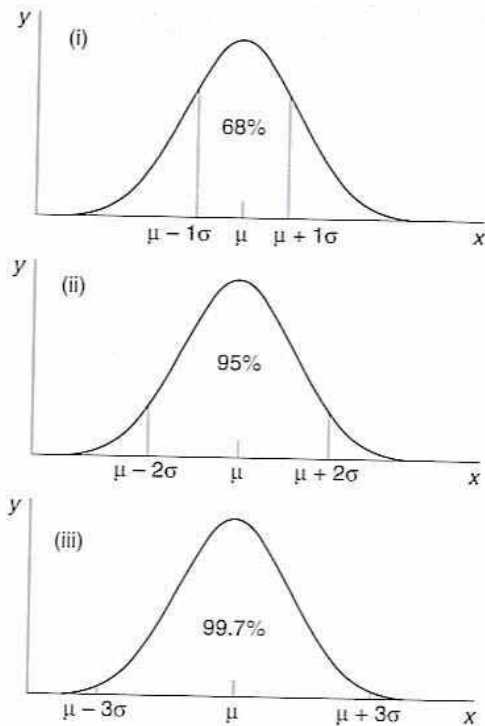 y
(i)
68%
μ – 1σ μ μ + 1σ x
y
(ii)
95%
μ – 2σ μ μ + 2σ x
y
(iii)
99.7%
μ – 3σ μ μ + 3σ x